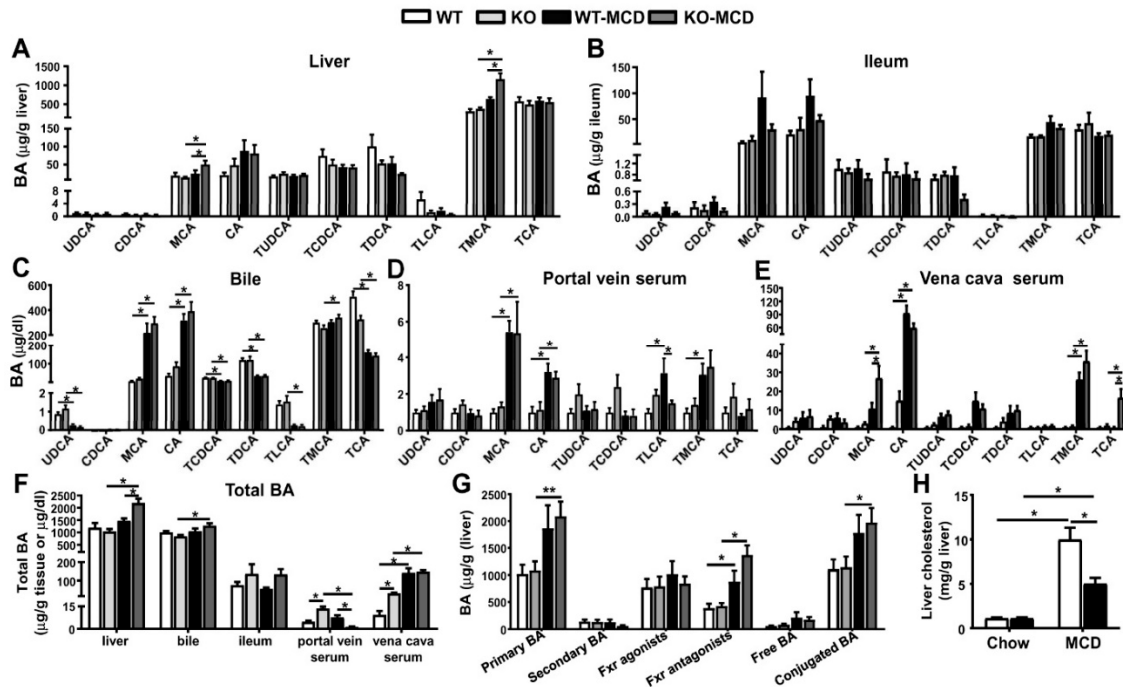 WT KO WT-MCD KO-MCD
A
Liver
BA (μg/g liver)
1500
1000
500
150
100
50
8
4
0
UDCA
CDCA
MCA
CA
TUDCA
TCDCA
TDCA
TLCA
TMCA
TCA
* * * *
B
Ileum
BA (μg/g ileum)
150
100
50
1.2
0.9
0.6
0.3
0.0
UDCA
CDCA
MCA
CA
TUDCA
TCDCA
TDCA
TLCA
TMCA
TCA
C
Bile
BA (μg/dl)
600
400
200
100
0
2
1
0
UDCA
CDCA
MCA
CA
TCDCA
TDCA
TLCA
TMCA
TCA
* * * * * * * * * * * * * *
D
Portal vein serum
8
6
4
2
0
UDCA
CDCA
MCA
CA
TUDCA
TCDCA
TLCA
TMCA
TCA
* * * * * * *
E
Vena cava serum
150
120
90
60
30
40
30
20
10
0
UDCA
CDCA
MCA
CA
TUDCA
TCDCA
TDCA
TLCA
TMCA
TCA
* * * * * * * *
F
Total BA
Total BA
(μg/g tissue or μg/dl)
2500
2000
1500
1000
500
200
100
15
0
liver
bile
ileum
portal vein
serum
vena cava
serum
* * * * * * * * *
G
BA (μg/g (liver)
2000
1500
1000
500
0
Primary BA
Secondary BA
Fxr agonists
Fxr antagonists
Free BA
Conjugated BA
** * * *
H
Liver cholesterol
(mg/g liver)
15
10
5
0
Chow
MCD
* * *